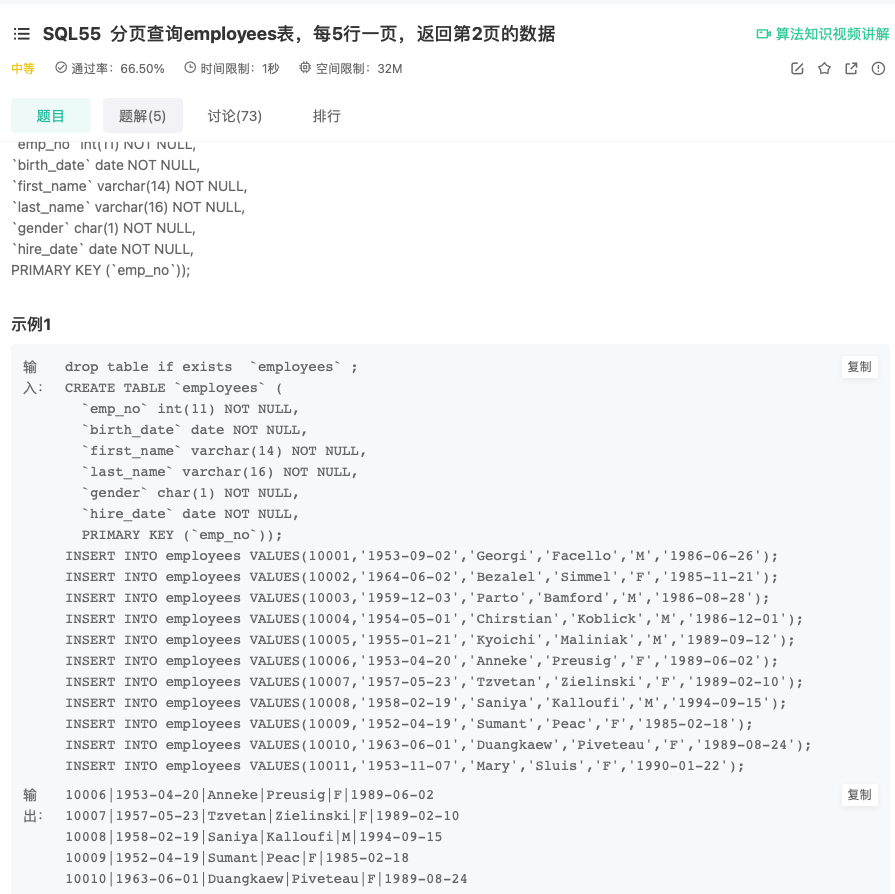 SQL55 分页查询employees表，每5行一页，返回第2页的数据
算法知识视频讲解
中等 通过率：66.50% 时间限制：1秒 空间限制：32M
题目 题解(5) 讨论(73) 排行
`emp_no` int(11) NOT NULL,
`birth_date` date NOT NULL,
`first_name` varchar(14) NOT NULL,
`last_name` varchar(16) NOT NULL,
`gender` char(1) NOT NULL,
`hire_date` date NOT NULL,
PRIMARY KEY (`emp_no`));
示例1
输入：
复制
drop table if exists  `employees` ;
CREATE TABLE `employees` (
  `emp_no` int(11) NOT NULL,
  `birth_date` date NOT NULL,
  `first_name` varchar(14) NOT NULL,
  `last_name` varchar(16) NOT NULL,
  `gender` char(1) NOT NULL,
  `hire_date` date NOT NULL,
  PRIMARY KEY (`emp_no`));
INSERT INTO employees VALUES(10001,'1953-09-02','Georgi','Facello','M','1986-06-26');
INSERT INTO employees VALUES(10002,'1964-06-02','Bezalel','Simmel','F','1985-11-21');
INSERT INTO employees VALUES(10003,'1959-12-03','Parto','Bamford','M','1986-08-28');
INSERT INTO employees VALUES(10004,'1954-05-01','Chirstian','Koblick','M','1986-12-01');
INSERT INTO employees VALUES(10005,'1955-01-21','Kyoichi','Maliniak','M','1989-09-12');
INSERT INTO employees VALUES(10006,'1953-04-20','Anneke','Preusig','F','1989-06-02');
INSERT INTO employees VALUES(10007,'1957-05-23','Tzvetan','Zielinski','F','1989-02-10');
INSERT INTO employees VALUES(10008,'1958-02-19','Saniya','Kalloufi','M','1994-09-15');
INSERT INTO employees VALUES(10009,'1952-04-19','Sumant','Peac','F','1985-02-18');
INSERT INTO employees VALUES(10010,'1963-06-01','Duangkaew','Piveteau','F','1989-08-24');
INSERT INTO employees VALUES(10011,'1953-11-07','Mary','Sluis','F','1990-01-22');
输出：
复制
10006|1953-04-20|Anneke|Preusig|F|1989-06-02
10007|1957-05-23|Tzvetan|Zielinski|F|1989-02-10
10008|1958-02-19|Saniya|Kalloufi|M|1994-09-15
10009|1952-04-19|Sumant|Peac|F|1985-02-18
10010|1963-06-01|Duangkaew|Piveteau|F|1989-08-24